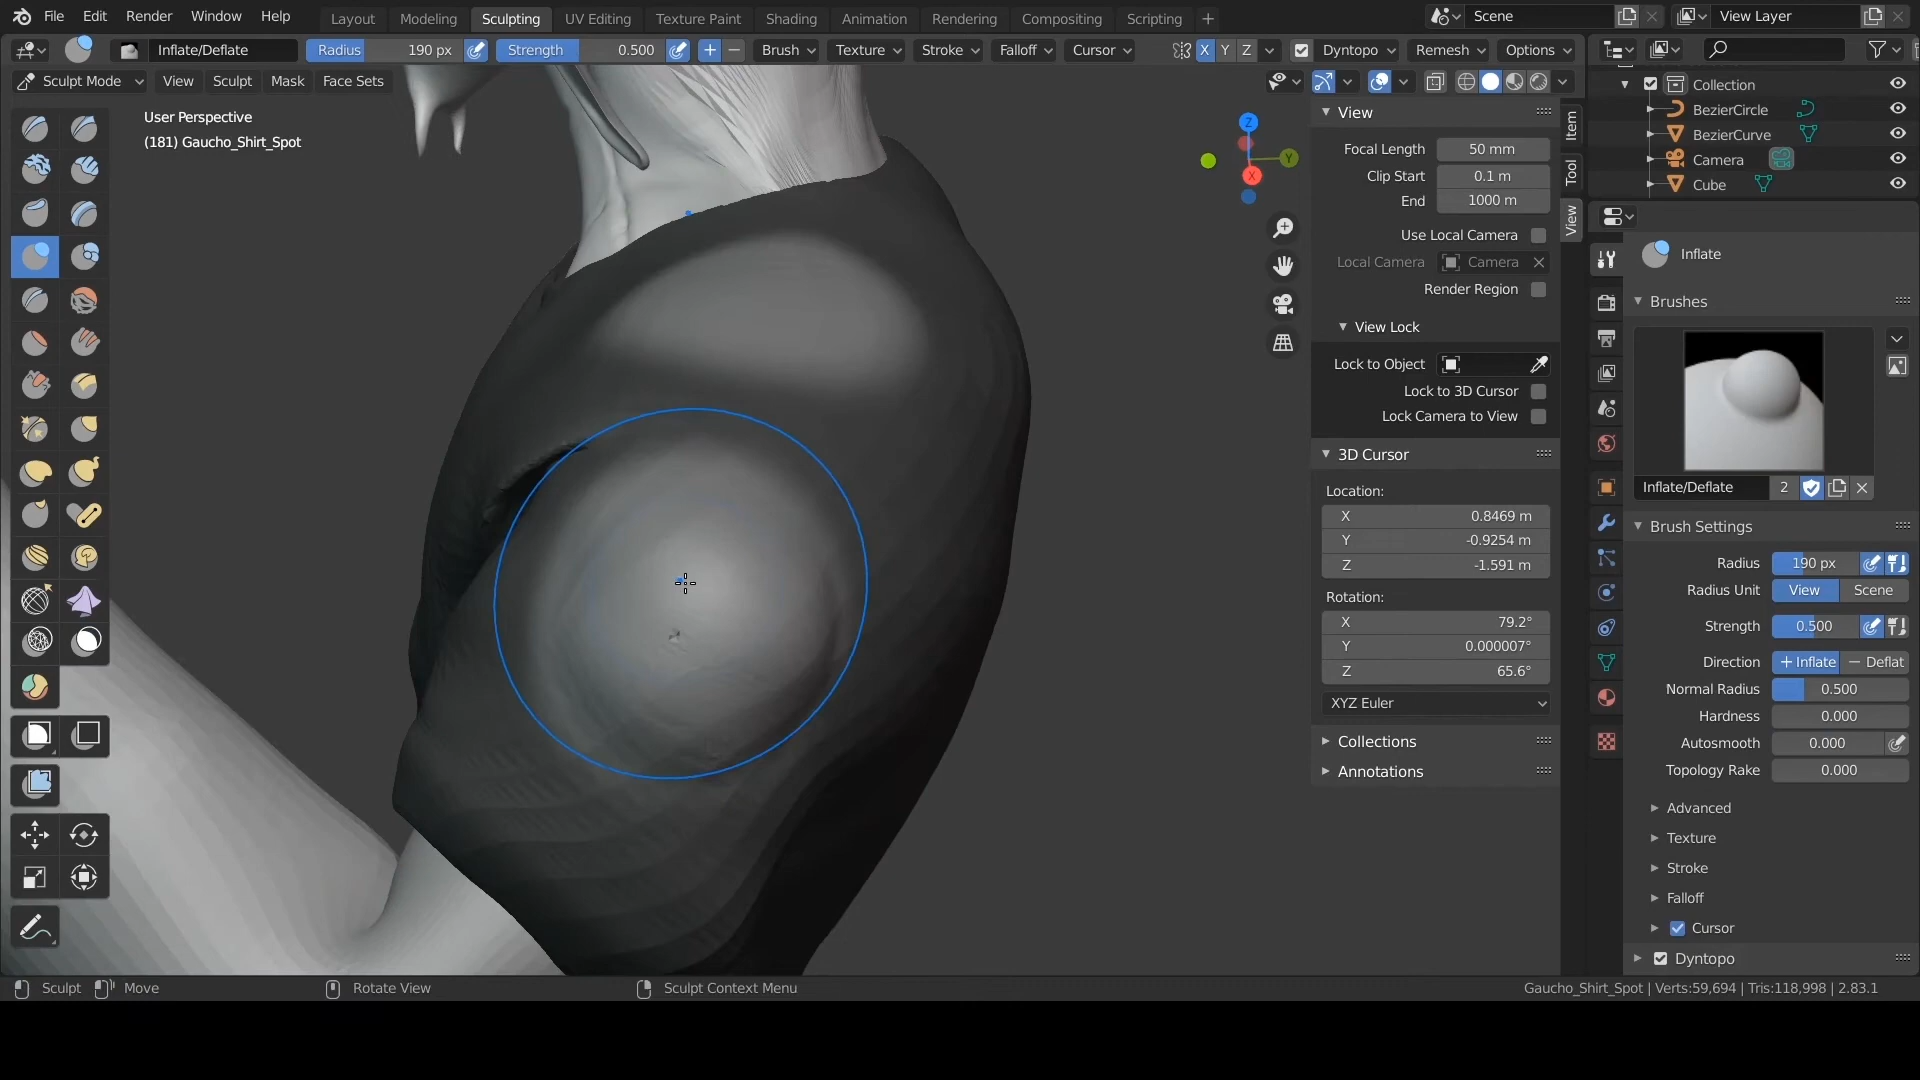 File Edit Render Window Help Layout Modeling Sculpting UV Editing Texture Paint Shading Animation Rendering Compositing Scripting + Scene View Layer
Inflate/Deflate Radius 190 px Strength 0.500 + − Brush Texture Stroke Falloff Cursor X Y Z Dyntopo Remesh Options
Sculpt Mode View Sculpt Mask Face Sets
User Perspective
(181) Gaucho_Shirt_Spot
Z
Y
X
View
Focal Length 50 mm
Clip Start 0.1 m
End 1000 m
Use Local Camera
Local Camera Camera
Render Region
View Lock
Lock to Object
Lock to 3D Cursor
Lock Camera to View
3D Cursor
Location:
X 0.8469 m
Y -0.9254 m
Z -1.591 m
Rotation:
X 79.2°
Y 0.000007°
Z 65.6°
XYZ Euler
Collections
Annotations
Item
Tool
View
Collection
BezierCircle
BezierCurve
Camera
Cube
Inflate
Brushes
Inflate/Deflate 2
Brush Settings
Radius 190 px
Radius Unit View Scene
Strength 0.500
Direction + Inflate − Deflat
Normal Radius 0.500
Hardness 0.000
Autosmooth 0.000
Topology Rake 0.000
Advanced
Texture
Stroke
Falloff
Cursor
Dyntopo
Sculpt Move Rotate View Sculpt Context Menu Gaucho_Shirt_Spot | Verts:59,694 | Tris:118,998 | 2.83.1